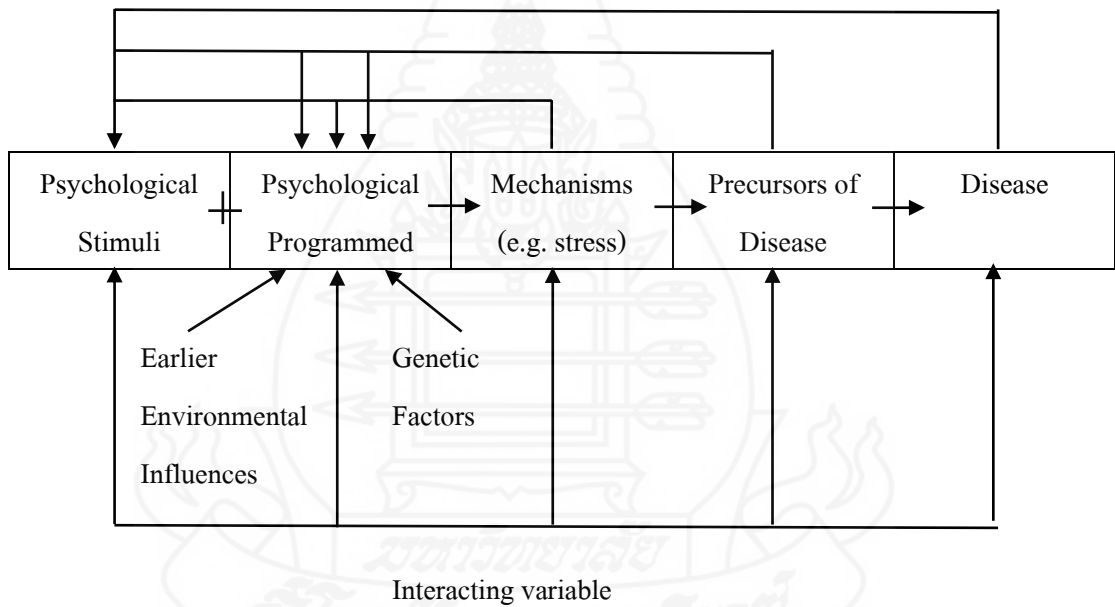 Psychological
Stimuli
+
Psychological
Programmed
Mechanisms
(e.g. stress)
Precursors of
Disease
Disease
Earlier
Environmental
Influences
Genetic
Factors
Interacting variable